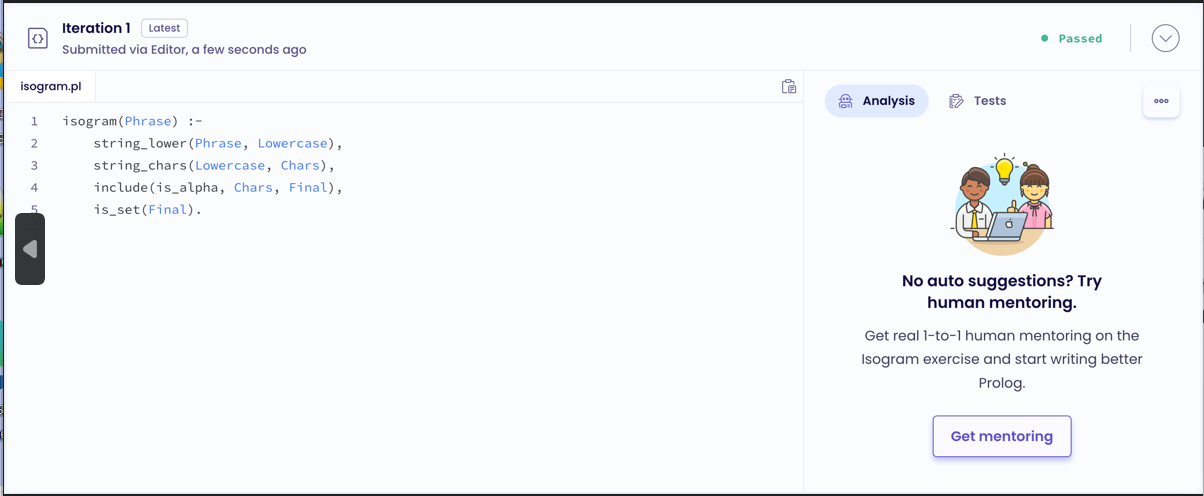 Iteration 1 Latest
Submitted via Editor, a few seconds ago
Passed
isogram.pl
Analysis
Tests
1 isogram(Phrase) :-
2     string_lower(Phrase, Lowercase),
3     string_chars(Lowercase, Chars),
4     include(is_alpha, Chars, Final),
5     is_set(Final).
No auto suggestions? Try
human mentoring.
Get real 1-to-1 human mentoring on the
Isogram exercise and start writing better
Prolog.
Get mentoring